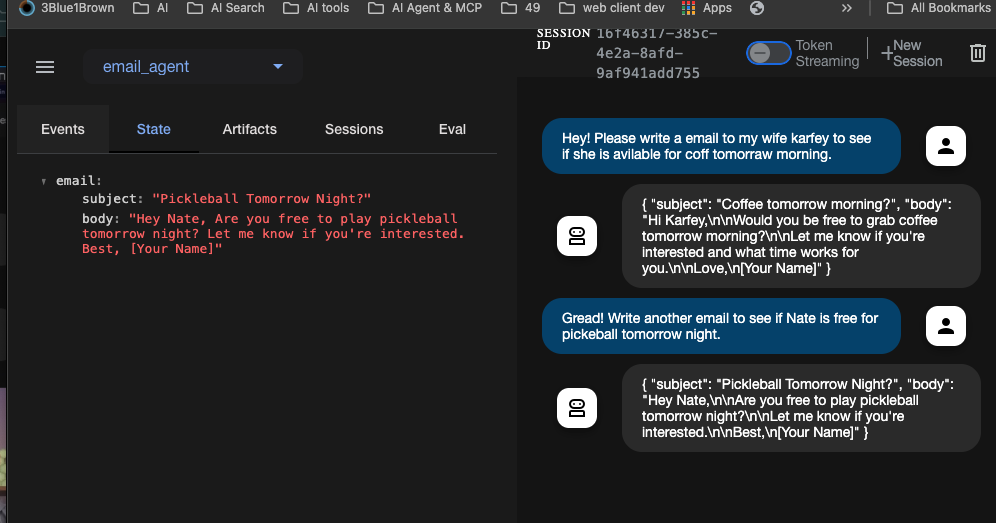 3Blue1Brown AI AI Search AI tools AI Agent & MCP 49 web client dev Apps » All Bookmarks
email_agent
SESSION ID
16f46317-385c-
4e2a-8afd-
9af941add755
Token
Streaming
+New
Session
Events State Artifacts Sessions Eval
email:
subject: "Pickleball Tomorrow Night?"
body: "Hey Nate, Are you free to play pickleball
tomorrow night? Let me know if you're interested.
Best, [Your Name]"
Hey! Please write a email to my wife karfey to see
if she is avilable for coff tomorraw morning.
{ "subject": "Coffee tomorrow morning?", "body":
"Hi Karfey,\n\nWould you be free to grab coffee
tomorrow morning?\n\nLet me know if you're
interested and what time works for
you.\n\nLove,\n[Your Name]" }
Gread! Write another email to see if Nate is free for
pickeball tomorrow night.
{ "subject": "Pickleball Tomorrow Night?", "body":
"Hey Nate,\n\nAre you free to play pickleball
tomorrow night?\n\nLet me know if you're
interested.\n\nBest,\n[Your Name]" }